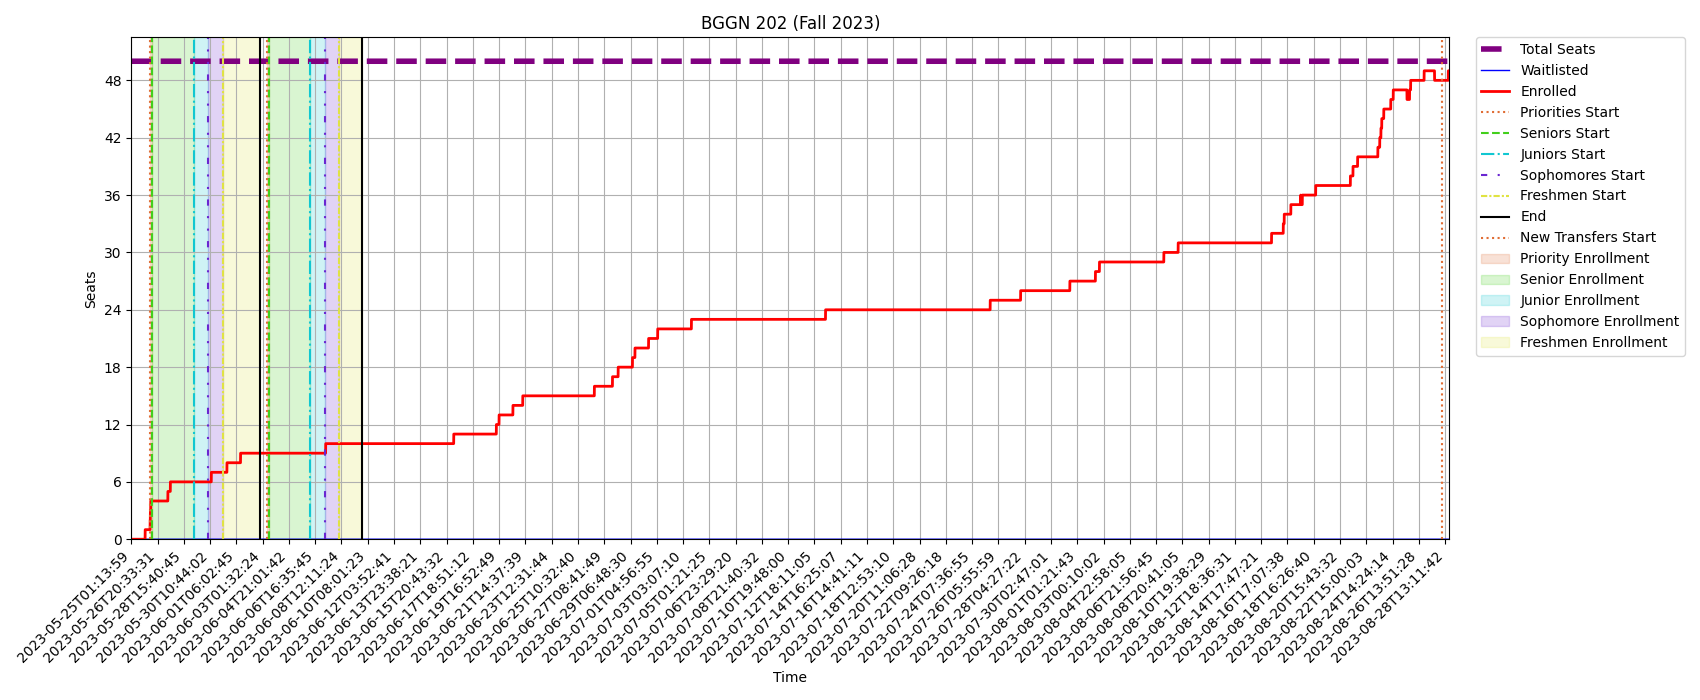 BGGN 202 (Fall 2023)
Seats
48
42
36
30
24
18
12
6
0
2023-05-25T01:13:59
2023-05-26T20:33:31
2023-05-28T15:40:45
2023-05-30T10:44:02
2023-06-01T06:02:45
2023-06-03T01:32:24
2023-06-04T21:01:42
2023-06-06T16:35:45
2023-06-08T12:11:24
2023-06-10T08:01:23
2023-06-12T03:52:41
2023-06-13T23:38:21
2023-06-15T20:43:32
2023-06-17T18:51:12
2023-06-19T16:52:49
2023-06-21T14:37:39
2023-06-23T12:31:44
2023-06-25T10:32:40
2023-06-27T08:41:49
2023-06-29T06:48:30
2023-07-01T04:56:55
2023-07-03T03:07:10
2023-07-05T01:21:25
2023-07-06T23:29:20
2023-07-08T21:40:32
2023-07-10T19:48:00
2023-07-12T18:11:05
2023-07-14T16:25:07
2023-07-16T14:41:11
2023-07-18T12:53:10
2023-07-20T11:06:28
2023-07-22T09:26:18
2023-07-24T07:36:55
2023-07-26T05:55:59
2023-07-28T04:27:22
2023-07-30T02:47:01
2023-08-01T01:21:43
2023-08-03T00:10:02
2023-08-04T22:58:05
2023-08-06T21:56:45
2023-08-08T20:41:05
2023-08-10T19:38:29
2023-08-12T18:36:31
2023-08-14T17:47:21
2023-08-16T17:07:38
2023-08-18T16:26:40
2023-08-20T15:43:32
2023-08-22T15:00:03
2023-08-24T14:24:14
2023-08-26T13:51:28
2023-08-28T13:11:42
Time
Total Seats
Waitlisted
Enrolled
Priorities Start
Seniors Start
Juniors Start
Sophomores Start
Freshmen Start
End
New Transfers Start
Priority Enrollment
Senior Enrollment
Junior Enrollment
Sophomore Enrollment
Freshmen Enrollment